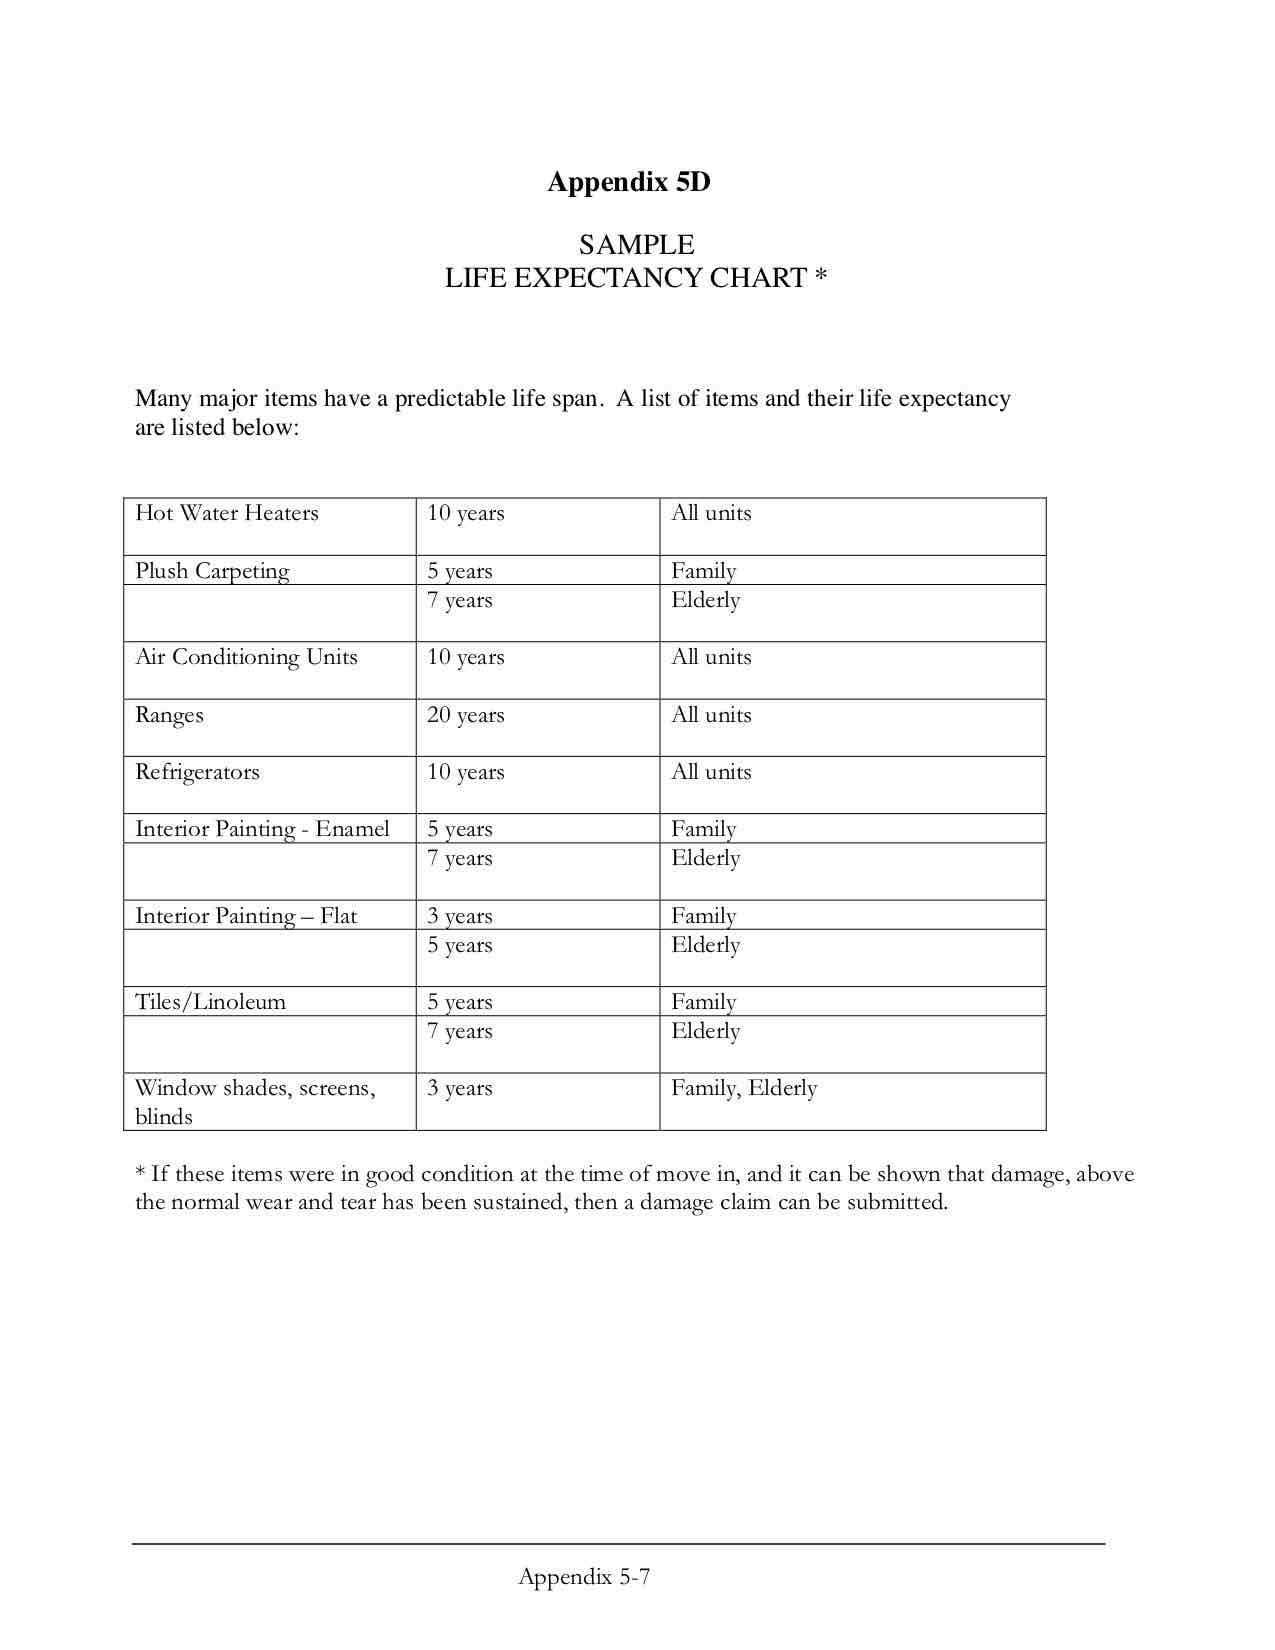 Appendix 5D
SAMPLE
LIFE EXPECTANCY CHART *
Many major items have a predictable life span.  A list of items and their life expectancy
are listed below:
Hot Water Heaters 10 years All units
Plush Carpeting 5 years Family
7 years Elderly
Air Conditioning Units 10 years All units
Ranges 20 years All units
Refrigerators 10 years All units
Interior Painting - Enamel 5 years Family
7 years Elderly
Interior Painting – Flat 3 years Family
5 years Elderly
Tiles/Linoleum 5 years Family
7 years Elderly
Window shades, screens, 3 years Family, Elderly
blinds
* If these items were in good condition at the time of move in, and it can be shown that damage, above
the normal wear and tear has been sustained, then a damage claim can be submitted.
Appendix 5-7